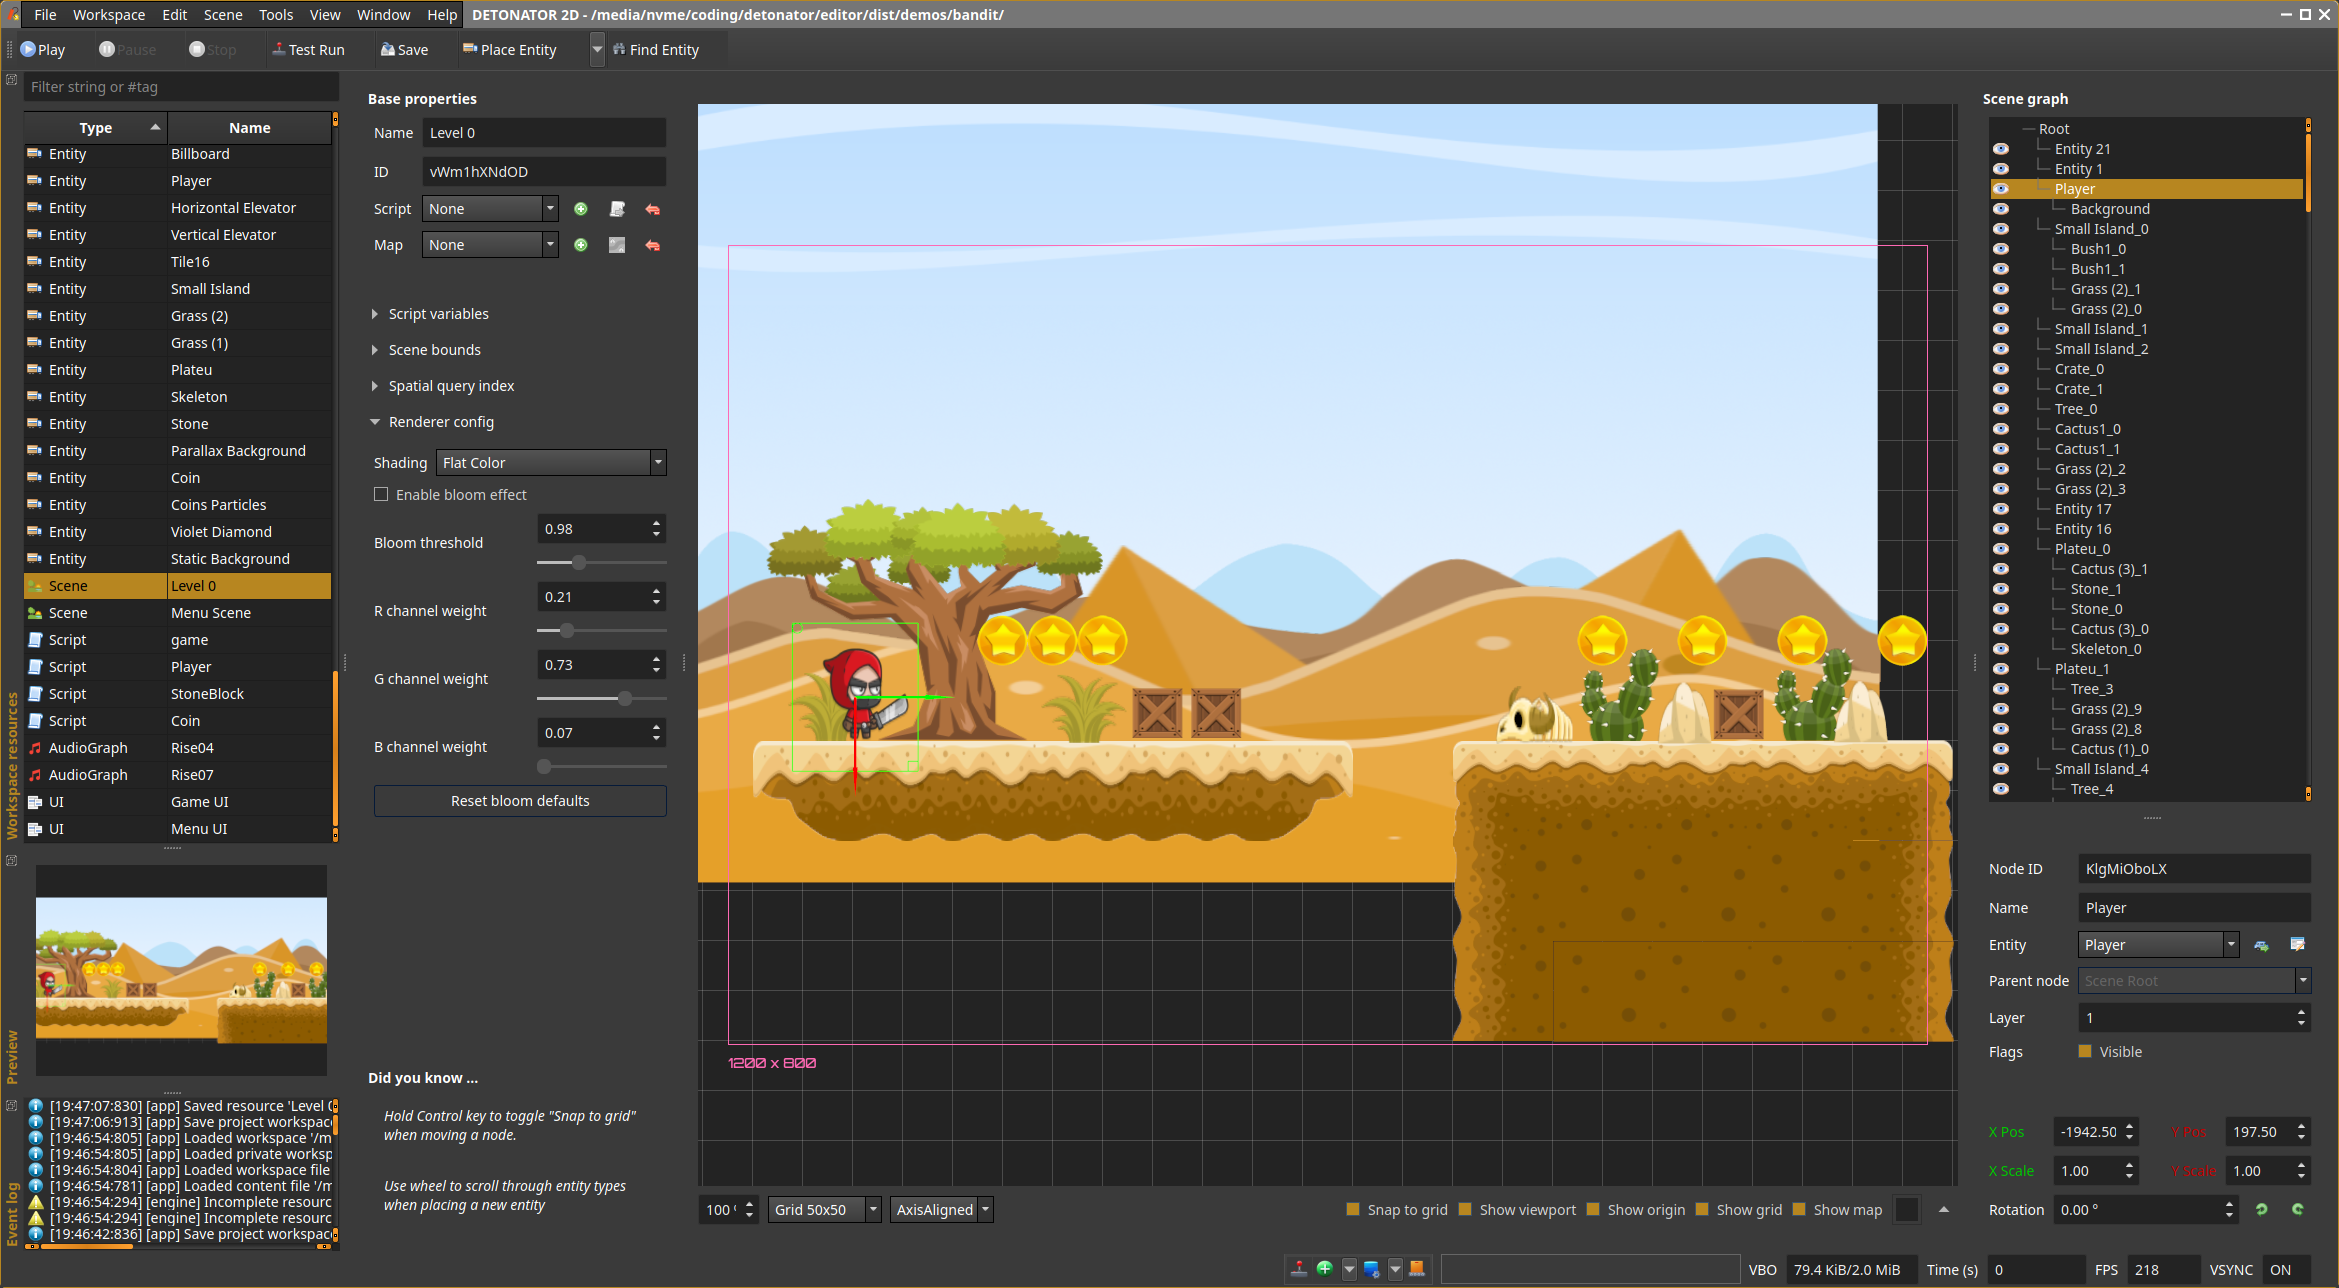 File Workspace Edit Scene Tools View Window Help DETONATOR 2D - /media/nvme/coding/detonator/editor/dist/demos/bandit/
Play Pause Stop Test Run Save Place Entity Find Entity
Filter string or #tag
Type Name
Entity Billboard
Entity Player
Entity Horizontal Elevator
Entity Vertical Elevator
Entity Tile16
Entity Small Island
Entity Grass (2)
Entity Grass (1)
Entity Plateu
Entity Skeleton
Entity Stone
Entity Parallax Background
Entity Coin
Entity Coins Particles
Entity Violet Diamond
Entity Static Background
Scene Level 0
Scene Menu Scene
Script game
Script Player
Script StoneBlock
Script Coin
AudioGraph Rise04
AudioGraph Rise07
UI Game UI
UI Menu UI
Workspace resources
Preview
Event log
[19:47:07:830] [app] Saved resource 'Level 0
[19:47:06:913] [app] Save project workspac
[19:46:54:805] [app] Loaded workspace '/m
[19:46:54:805] [app] Loaded private worksp
[19:46:54:804] [app] Loaded workspace file
[19:46:54:781] [app] Loaded content file '/m
[19:46:54:294] [engine] Incomplete resourc
[19:46:54:294] [engine] Incomplete resourc
[19:46:42:836] [app] Save project workspac
Base properties
Name Level 0
ID vWm1hXNdOD
Script None
Map None
Script variables
Scene bounds
Spatial query index
Renderer config
Shading Flat Color
Enable bloom effect
Bloom threshold 0.98
R channel weight 0.21
G channel weight 0.73
B channel weight 0.07
Reset bloom defaults
Did you know ...
Hold Control key to toggle "Snap to grid"
when moving a node.
Use wheel to scroll through entity types
when placing a new entity
1200 x 800
100 Grid 50x50 AxisAligned Snap to grid Show viewport Show origin Show grid Show map
Scene graph
Root
Entity 21
Entity 1
Player
Background
Small Island_0
Bush1_0
Bush1_1
Grass (2)_1
Grass (2)_0
Small Island_1
Small Island_2
Crate_0
Crate_1
Tree_0
Cactus1_0
Cactus1_1
Grass (2)_2
Grass (2)_3
Entity 17
Entity 16
Plateu_0
Cactus (3)_1
Stone_1
Stone_0
Cactus (3)_0
Skeleton_0
Plateu_1
Tree_3
Grass (2)_9
Grass (2)_8
Cactus (1)_0
Small Island_4
Tree_4
Node ID KlgMiOboLX
Name Player
Entity Player
Parent node Scene Root
Layer 1
Flags Visible
X Pos -1942.50 Y Pos 197.50
X Scale 1.00 Y Scale 1.00
Rotation 0.00 °
VBO 79.4 KiB/2.0 MiB Time (s) 0 FPS 218 VSYNC ON